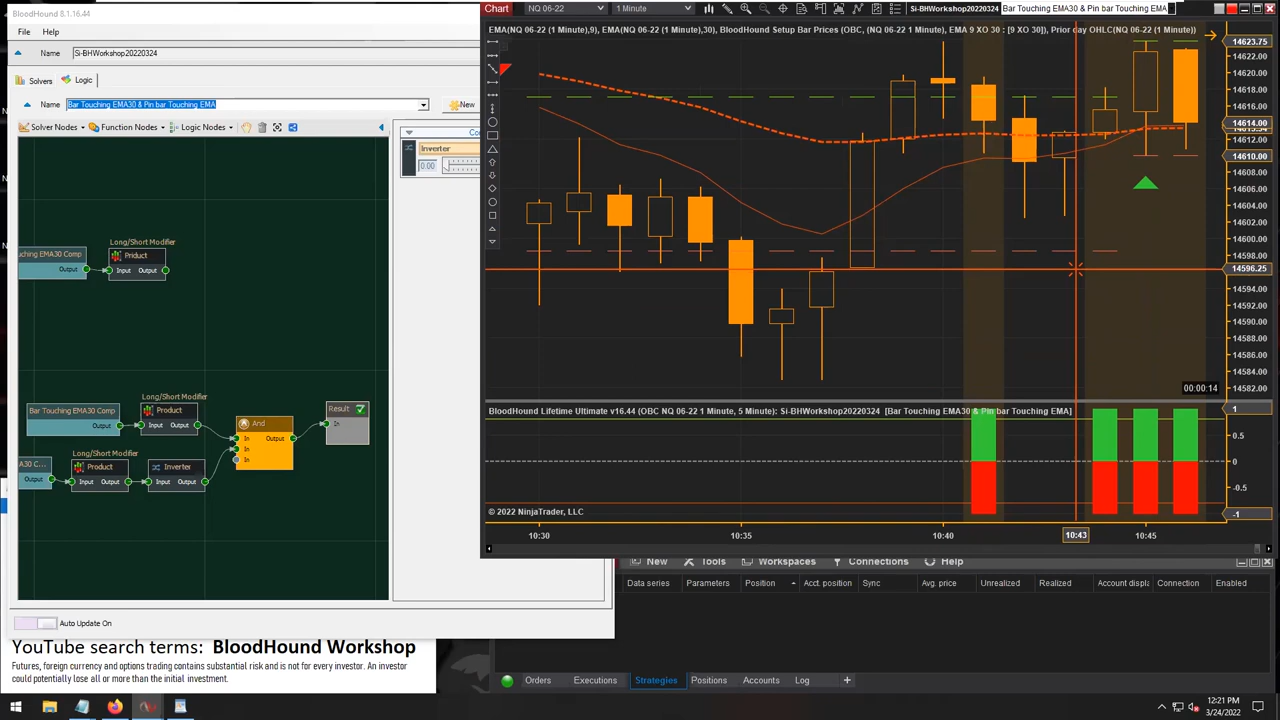 BloodHound 8.1.16.44
File Help
Name Si-BHWorkshop20220324
Solvers Logic
Name Bar Touching EMA30 & Pin bar Touching EMA New
Solver Nodes Function Nodes Logic Nodes
Inverter
0.00
Long/Short Modifier
uching EMA30 Comp Product
Output Input Output
Long/Short Modifier
Bar Touching EMA30 Comp Product
Output Input Output
And
In Output
In
In
Result
In
Long/Short Modifier
Product Inverter
Output Input Output Input Output
Auto Update On
Chart NQ 06-22 1 Minute Si-BHWorkshop20220324 Bar Touching EMA30 & Pin bar Touching EMA
EMA(NQ 06-22 (1 Minute),9), EMA(NQ 06-22 (1 Minute),30), BloodHound Setup Bar Prices (OBC, (NQ 06-22 (1 Minute), EMA 9 XO 30 : [9 XO 30]), Prior day OHLC(NQ 06-22 (1 Minute))
14623.75
14620.00
14618.00
14616.00
14614.00
14612.00
14610.00
14608.00
14606.00
14604.00
14602.00
14600.00
14598.00
14596.25
14594.00
14592.00
14590.00
14588.00
14586.00
14584.00
14582.00
00:00:14
BloodHound Lifetime Ultimate v16.44 (OBC NQ 06-22 1 Minute, 5 Minute): Si-BHWorkshop20220324 [Bar Touching EMA30 & Pin bar Touching EMA]
1
0.5
0
-0.5
-1
© 2022 NinjaTrader, LLC
10:30 10:35 10:40 10:43 10:45
New Tools Workspaces Connections Help
Data series Parameters Position Acct. position Sync Avg. price Unrealized Realized Account displa Connection Enabled
Orders Executions Strategies Positions Accounts Log +
YouTube search terms: BloodHound Workshop
Futures, foreign currency and options trading contains substantial risk and is not for every investor. An investor
could potentially lose all or more than the initial investment.
12:21 PM
3/24/2022